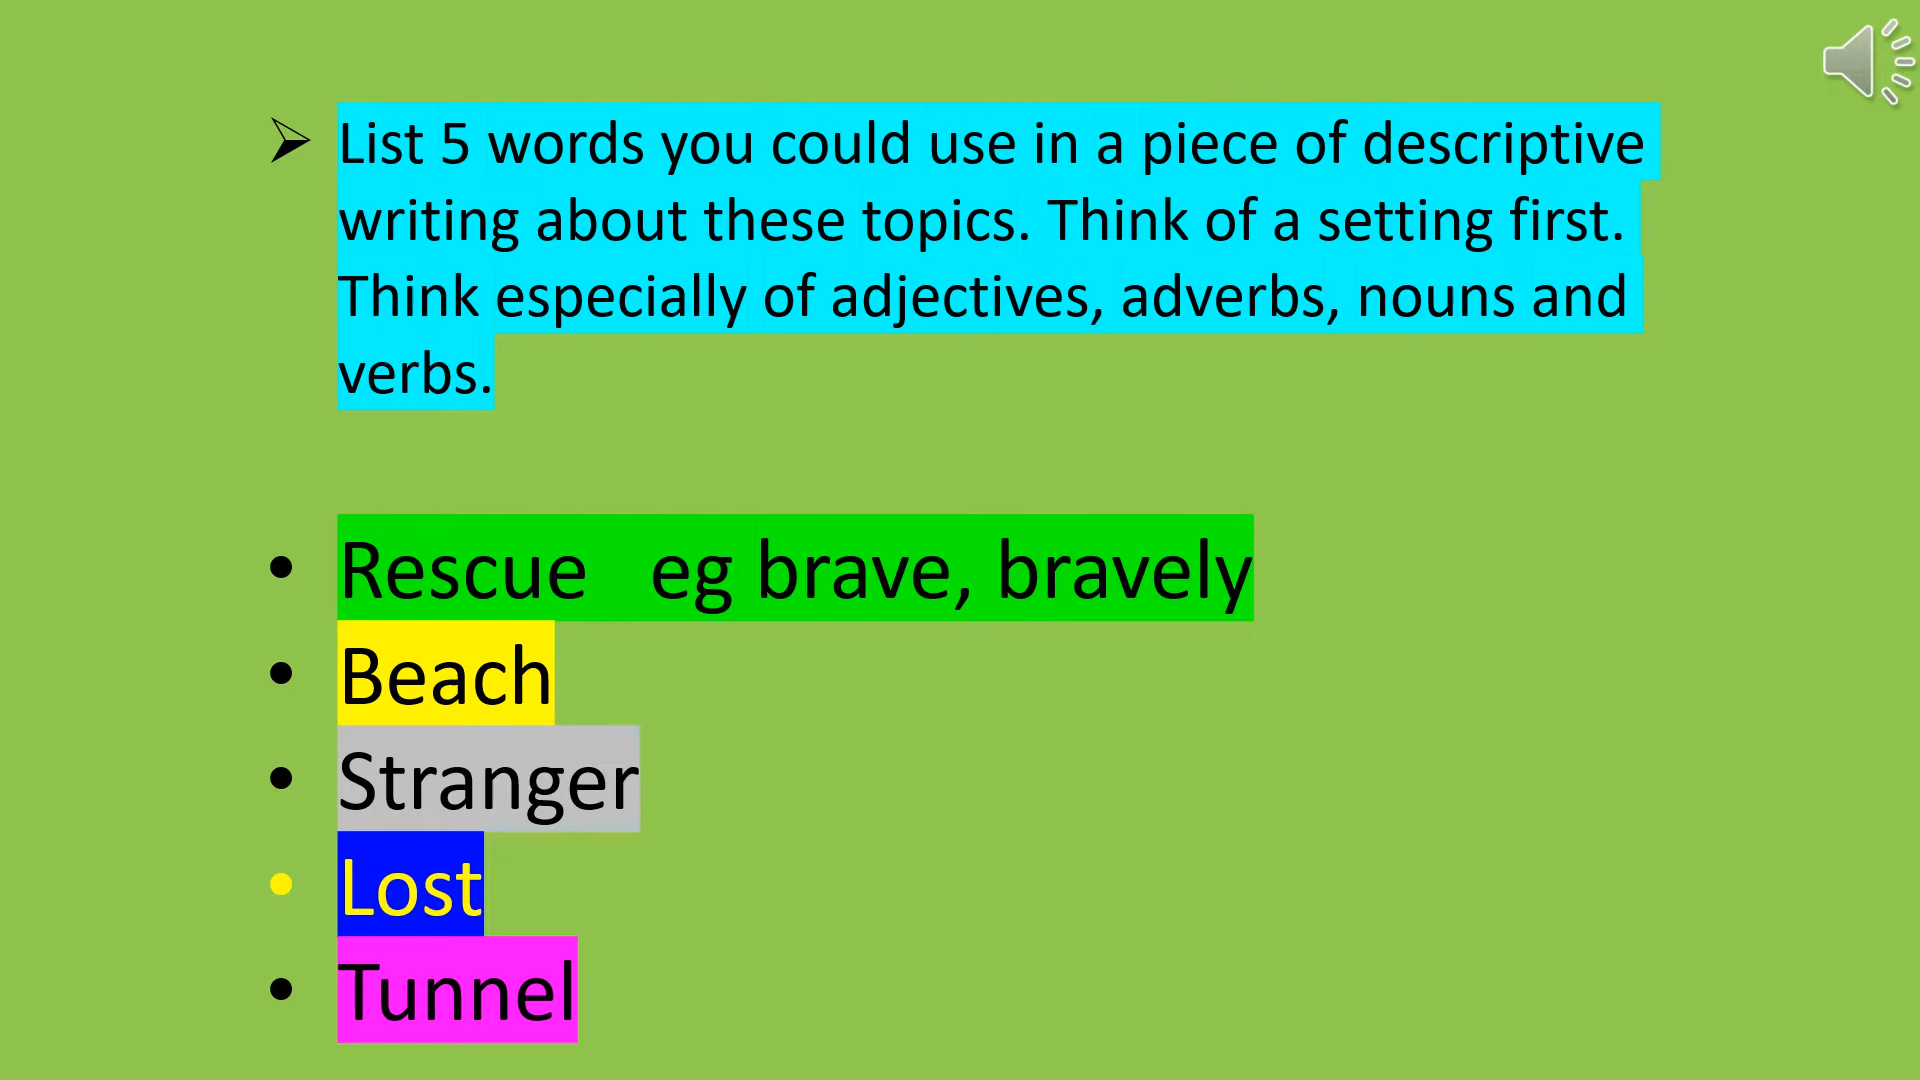 List 5 words you could use in a piece of descriptive
writing about these topics. Think of a setting first.
Think especially of adjectives, adverbs, nouns and
verbs.
Rescue eg brave, bravely
Beach
Stranger
Lost
Tunnel